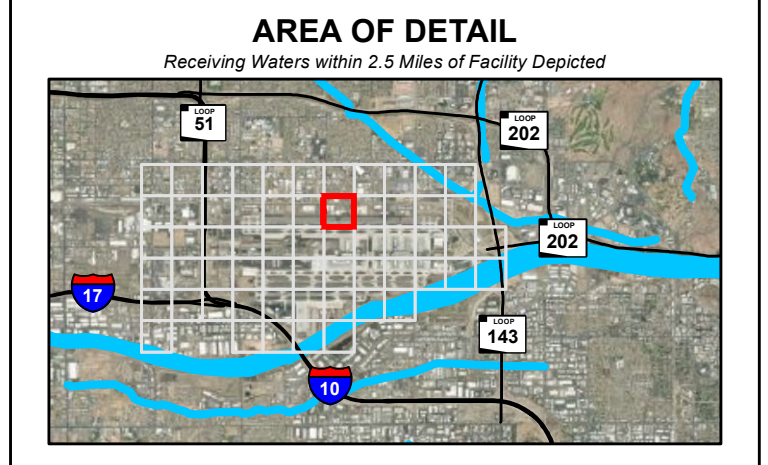 AREA OF DETAIL
Receiving Waters within 2.5 Miles of Facility Depicted
LOOP
51
LOOP
202
LOOP
202
17
LOOP
143
10